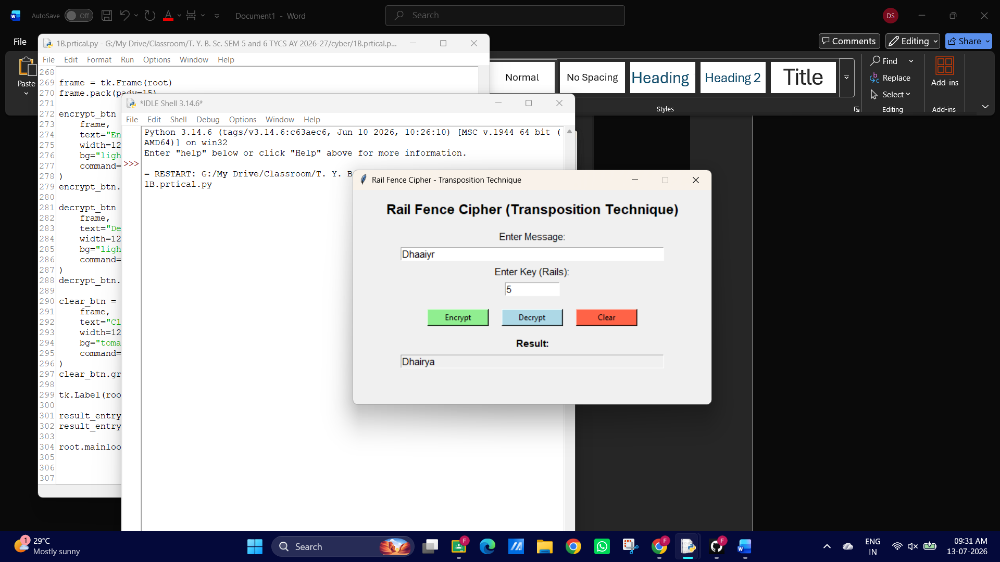 AutoSave
Off
Document1 - Word
Search
DS
File
Comments
Editing
Share
Paste
Normal
No Spacing
Heading
Heading 2
Title
Find
Replace
Select
Add-ins
Styles
Editing
Add-ins
1B.prtical.py - G:/My Drive/Classroom/T. Y. B. Sc. SEM 5 and 6 TYCS AY 2026-27/cyber/1B.prtical.p...
File Edit Format Run Options Window Help
268
269 frame = tk.Frame(root)
270 frame.pack(pady=15)
271
272 encrypt_btn
273 frame,
274 text="En
275 width=12
276 bg="ligh
277 command=
278 )
279 encrypt_btn.
280
281 decrypt_btn
282 frame,
283 text="De
284 width=12
285 bg="ligh
286 command=
287 )
288 decrypt_btn.
289
290 clear_btn =
291 frame,
292 text="Cl
293 width=12
294 bg="toma
295 command=
296 )
297 clear_btn.gr
298
299 tk.Label(roo
300
301 result_entry
302 result_entry
303
304 root.mainloo
305
306
307
*IDLE Shell 3.14.6*
File Edit Shell Debug Options Window Help
Python 3.14.6 (tags/v3.14.6:c63aec6, Jun 10 2026, 10:26:10) [MSC v.1944 64 bit (
AMD64)] on win32
Enter "help" below or click "Help" above for more information.
>>>
= RESTART: G:/My Drive/Classroom/T. Y. B
1B.prtical.py
Rail Fence Cipher - Transposition Technique
Rail Fence Cipher (Transposition Technique)
Enter Message:
Dhaaiyr
Enter Key (Rails):
5
Encrypt
Decrypt
Clear
Result:
Dhairya
1
29°C
Mostly sunny
Search
F
F
F
ENG
IN
09:31 AM
13-07-2026